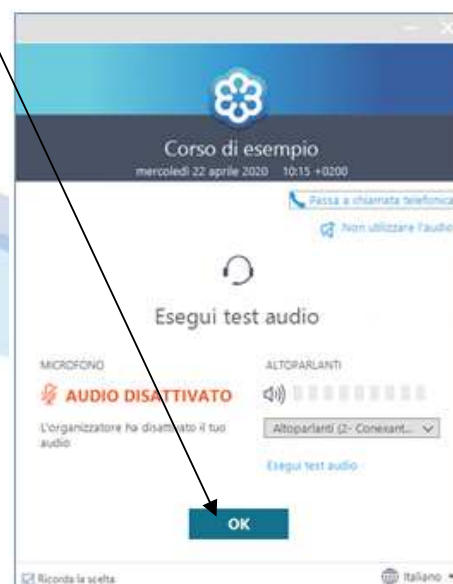 Corso di esempio
mercoledì 22 aprile 2020 10:15 +0200
Passa a chiamata telefonica
Non utilizzare l'audio
Esegui test audio
MICROFONO
AUDIO DISATTIVATO
L'organizzatore ha disattivato il tuo
audio
ALTOPARLANTI
Altoparlanti (2- Conexant...
Esegui test audio
OK
Ricorda la scelta
Italiano